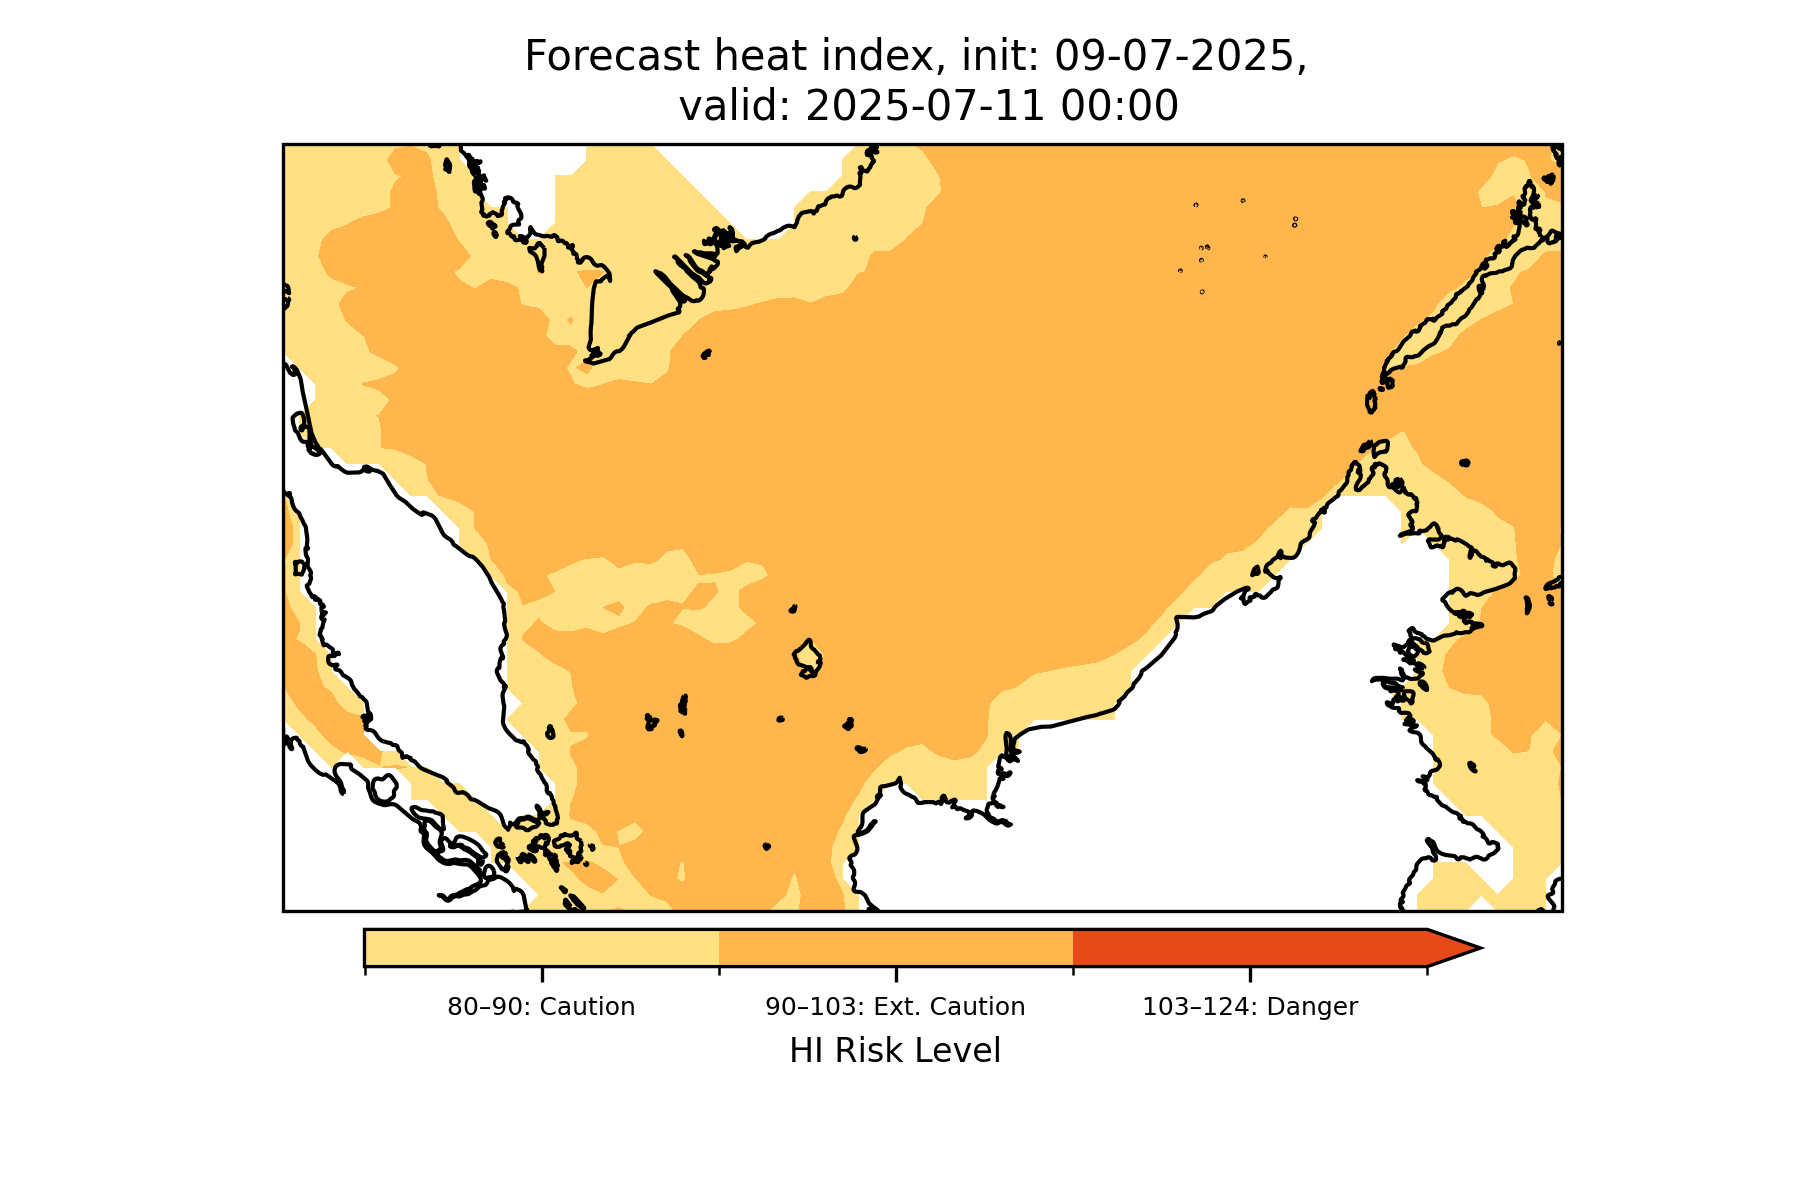 Forecast heat index, init: 09-07-2025,
valid: 2025-07-11 00:00
80–90: Caution
90–103: Ext. Caution
103–124: Danger
HI Risk Level